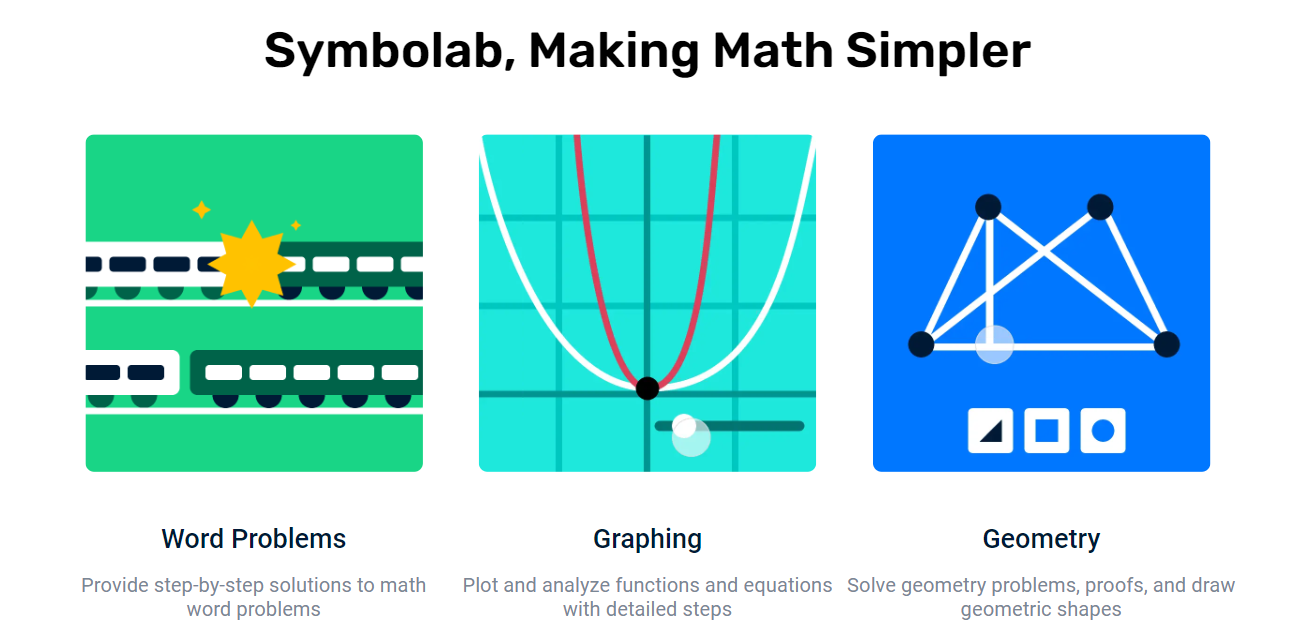 Symbolab, Making Math Simpler
Word Problems
Provide step-by-step solutions to math
word problems
Graphing
Plot and analyze functions and equations
with detailed steps
Geometry
Solve geometry problems, proofs, and draw
geometric shapes